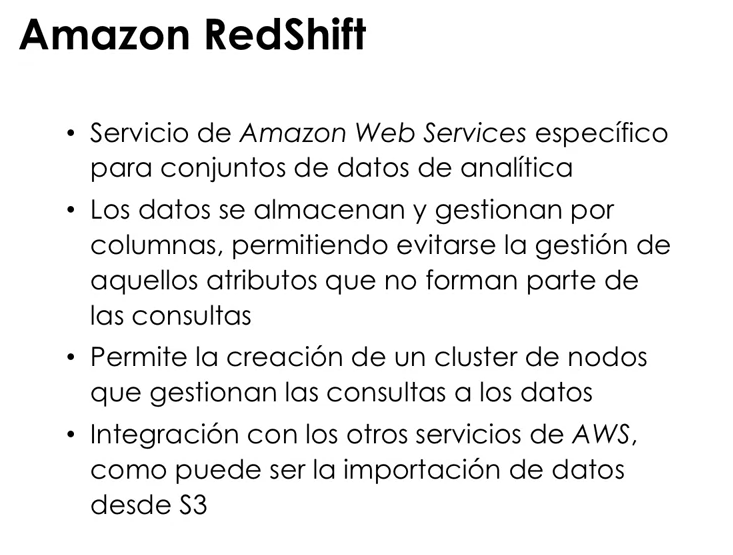 Amazon RedShift
• Servicio de Amazon Web Services específico
para conjuntos de datos de analítica
• Los datos se almacenan y gestionan por
columnas, permitiendo evitarse la gestión de
aquellos atributos que no forman parte de
las consultas
• Permite la creación de un cluster de nodos
que gestionan las consultas a los datos
• Integración con los otros servicios de AWS,
como puede ser la importación de datos
desde S3